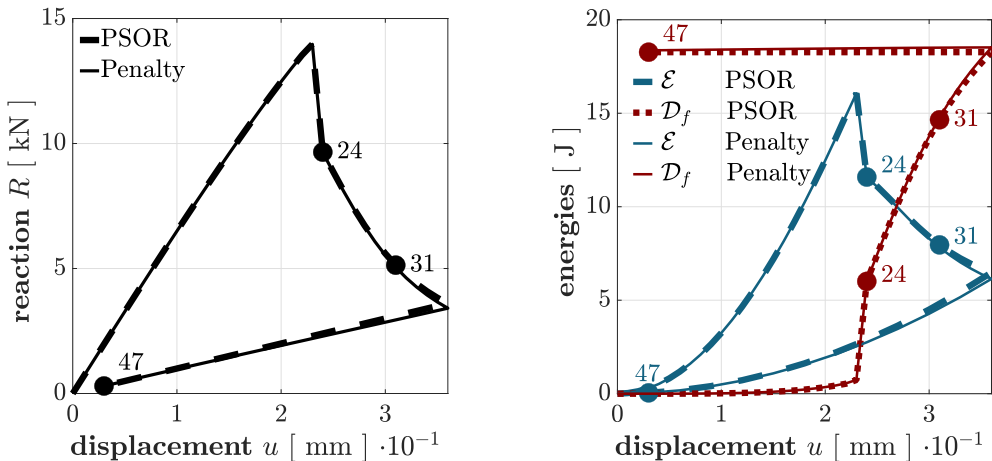 15
10
5
0
0
1
2
3
reaction R [ kN ]
displacement u [ mm ] ·10⁻¹
PSOR
Penalty
24
31
47
20
15
10
5
0
0
1
2
3
energies [ J ]
displacement u [ mm ] ·10⁻¹
47
ℰ PSOR
𝒟f PSOR
ℰ Penalty
𝒟f Penalty
31
24
31
24
47